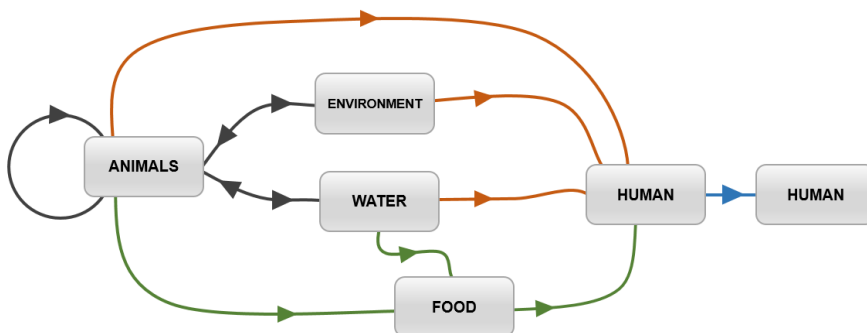 ENVIRONMENT
ANIMALS
WATER
HUMAN
HUMAN
FOOD